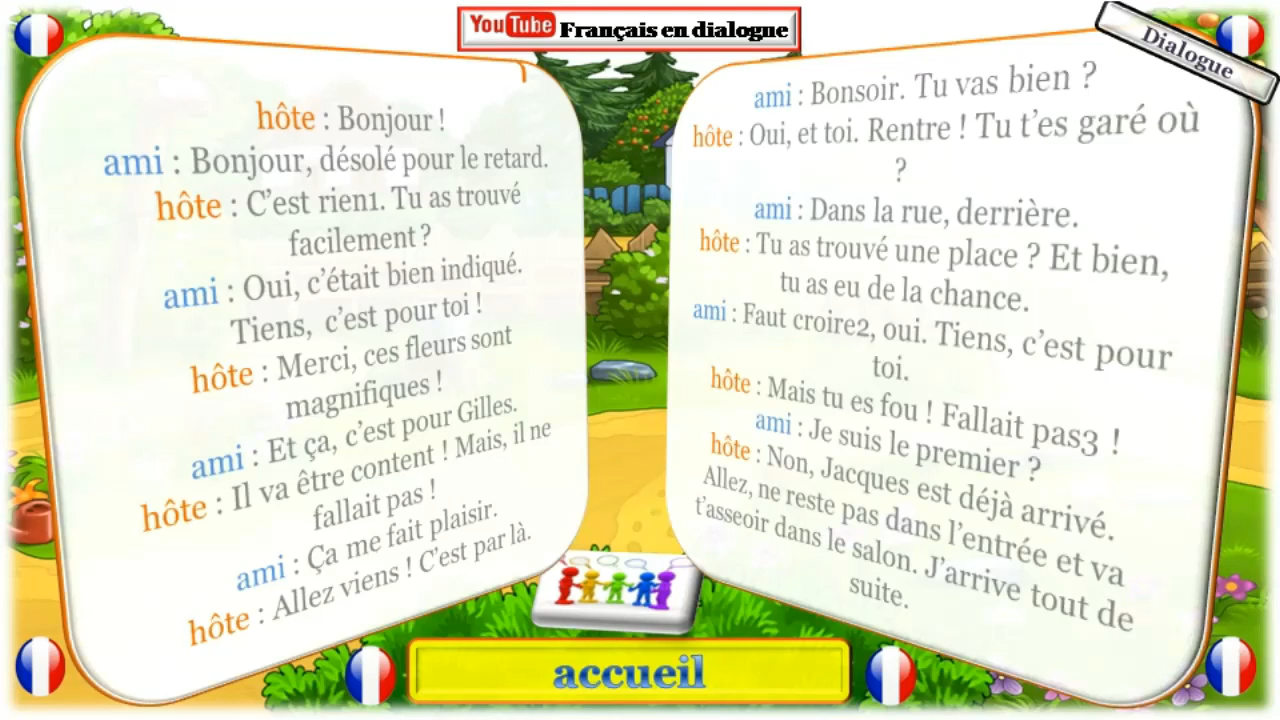 You Tube Français en dialogue
Dialogue
hôte : Bonjour !
ami : Bonjour, désolé pour le retard.
hôte : C'est rien1. Tu as trouvé
facilement ?
ami : Oui, c'était bien indiqué.
Tiens, c'est pour toi !
hôte : Merci, ces fleurs sont
magnifiques !
ami : Et ça, c'est pour Gilles.
hôte : Il va être content ! Mais, il ne
fallait pas !
ami : Ça me fait plaisir.
hôte : Allez viens ! C'est par là.
ami : Bonsoir. Tu vas bien ?
hôte : Oui, et toi. Rentre ! Tu t'es garé où
?
ami : Dans la rue, derrière.
hôte : Tu as trouvé une place ? Et bien,
tu as eu de la chance.
ami : Faut croire2, oui. Tiens, c'est pour
toi.
hôte : Mais tu es fou ! Fallait pas3 !
ami : Je suis le premier ?
hôte : Non, Jacques est déjà arrivé.
Allez, ne reste pas dans l'entrée et va
t'asseoir dans le salon. J'arrive tout de
suite.
accueil